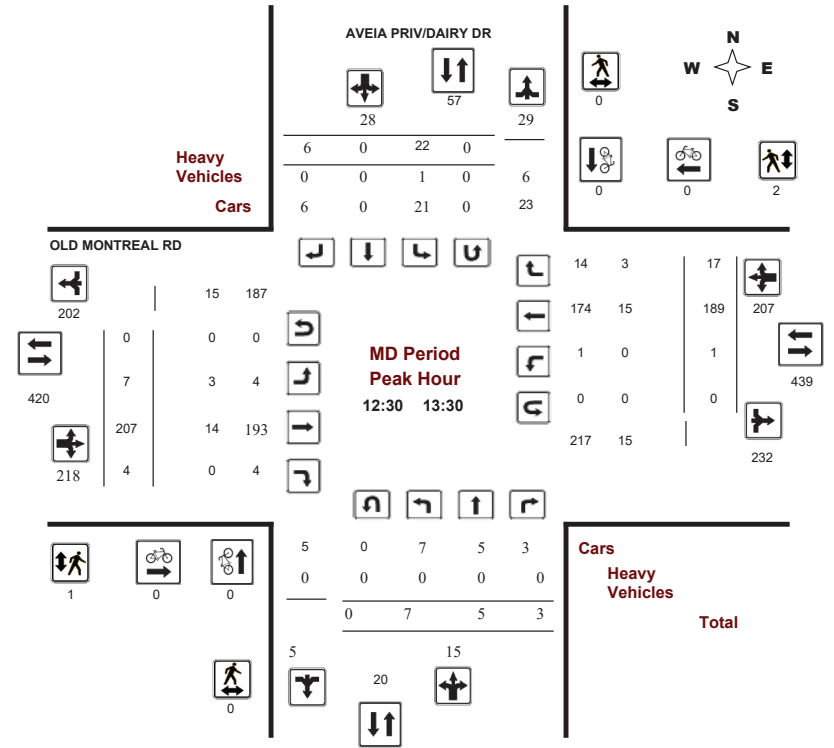 AVEIA PRIV/DAIRY DR
N
W E
S
57
28 29
0
6 0 22 0
Heavy
Vehicles
0 0 1 0 6
Cars
6 0 21 0 23
0 0 2
OLD MONTREAL RD
202
15 187
14 3 17
207
174 15 189
0 0 0
1 0 1
420
439
7 3 4
MD Period
Peak Hour
12:30 13:30
0 0 0
207 14 193
217 15
232
218
4 0 4
5 0 7 5 3
Cars
0 0 0 0 0
Heavy
Vehicles
1 0 0
0 7 5 3
Total
5 15
20
0